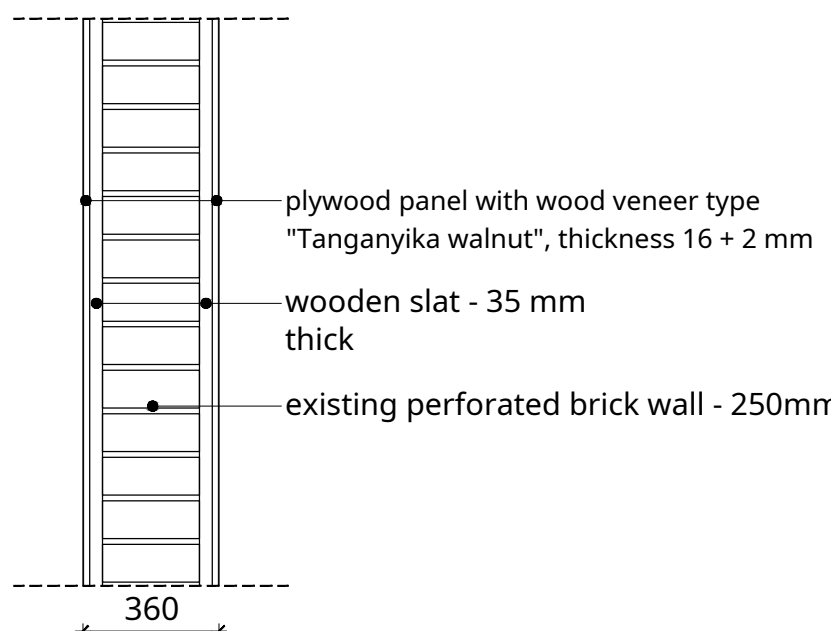 plywood panel with wood veneer type
"Tanganyika walnut", thickness 16 + 2 mm
wooden slat - 35 mm
thick
existing perforated brick wall - 250mm
360